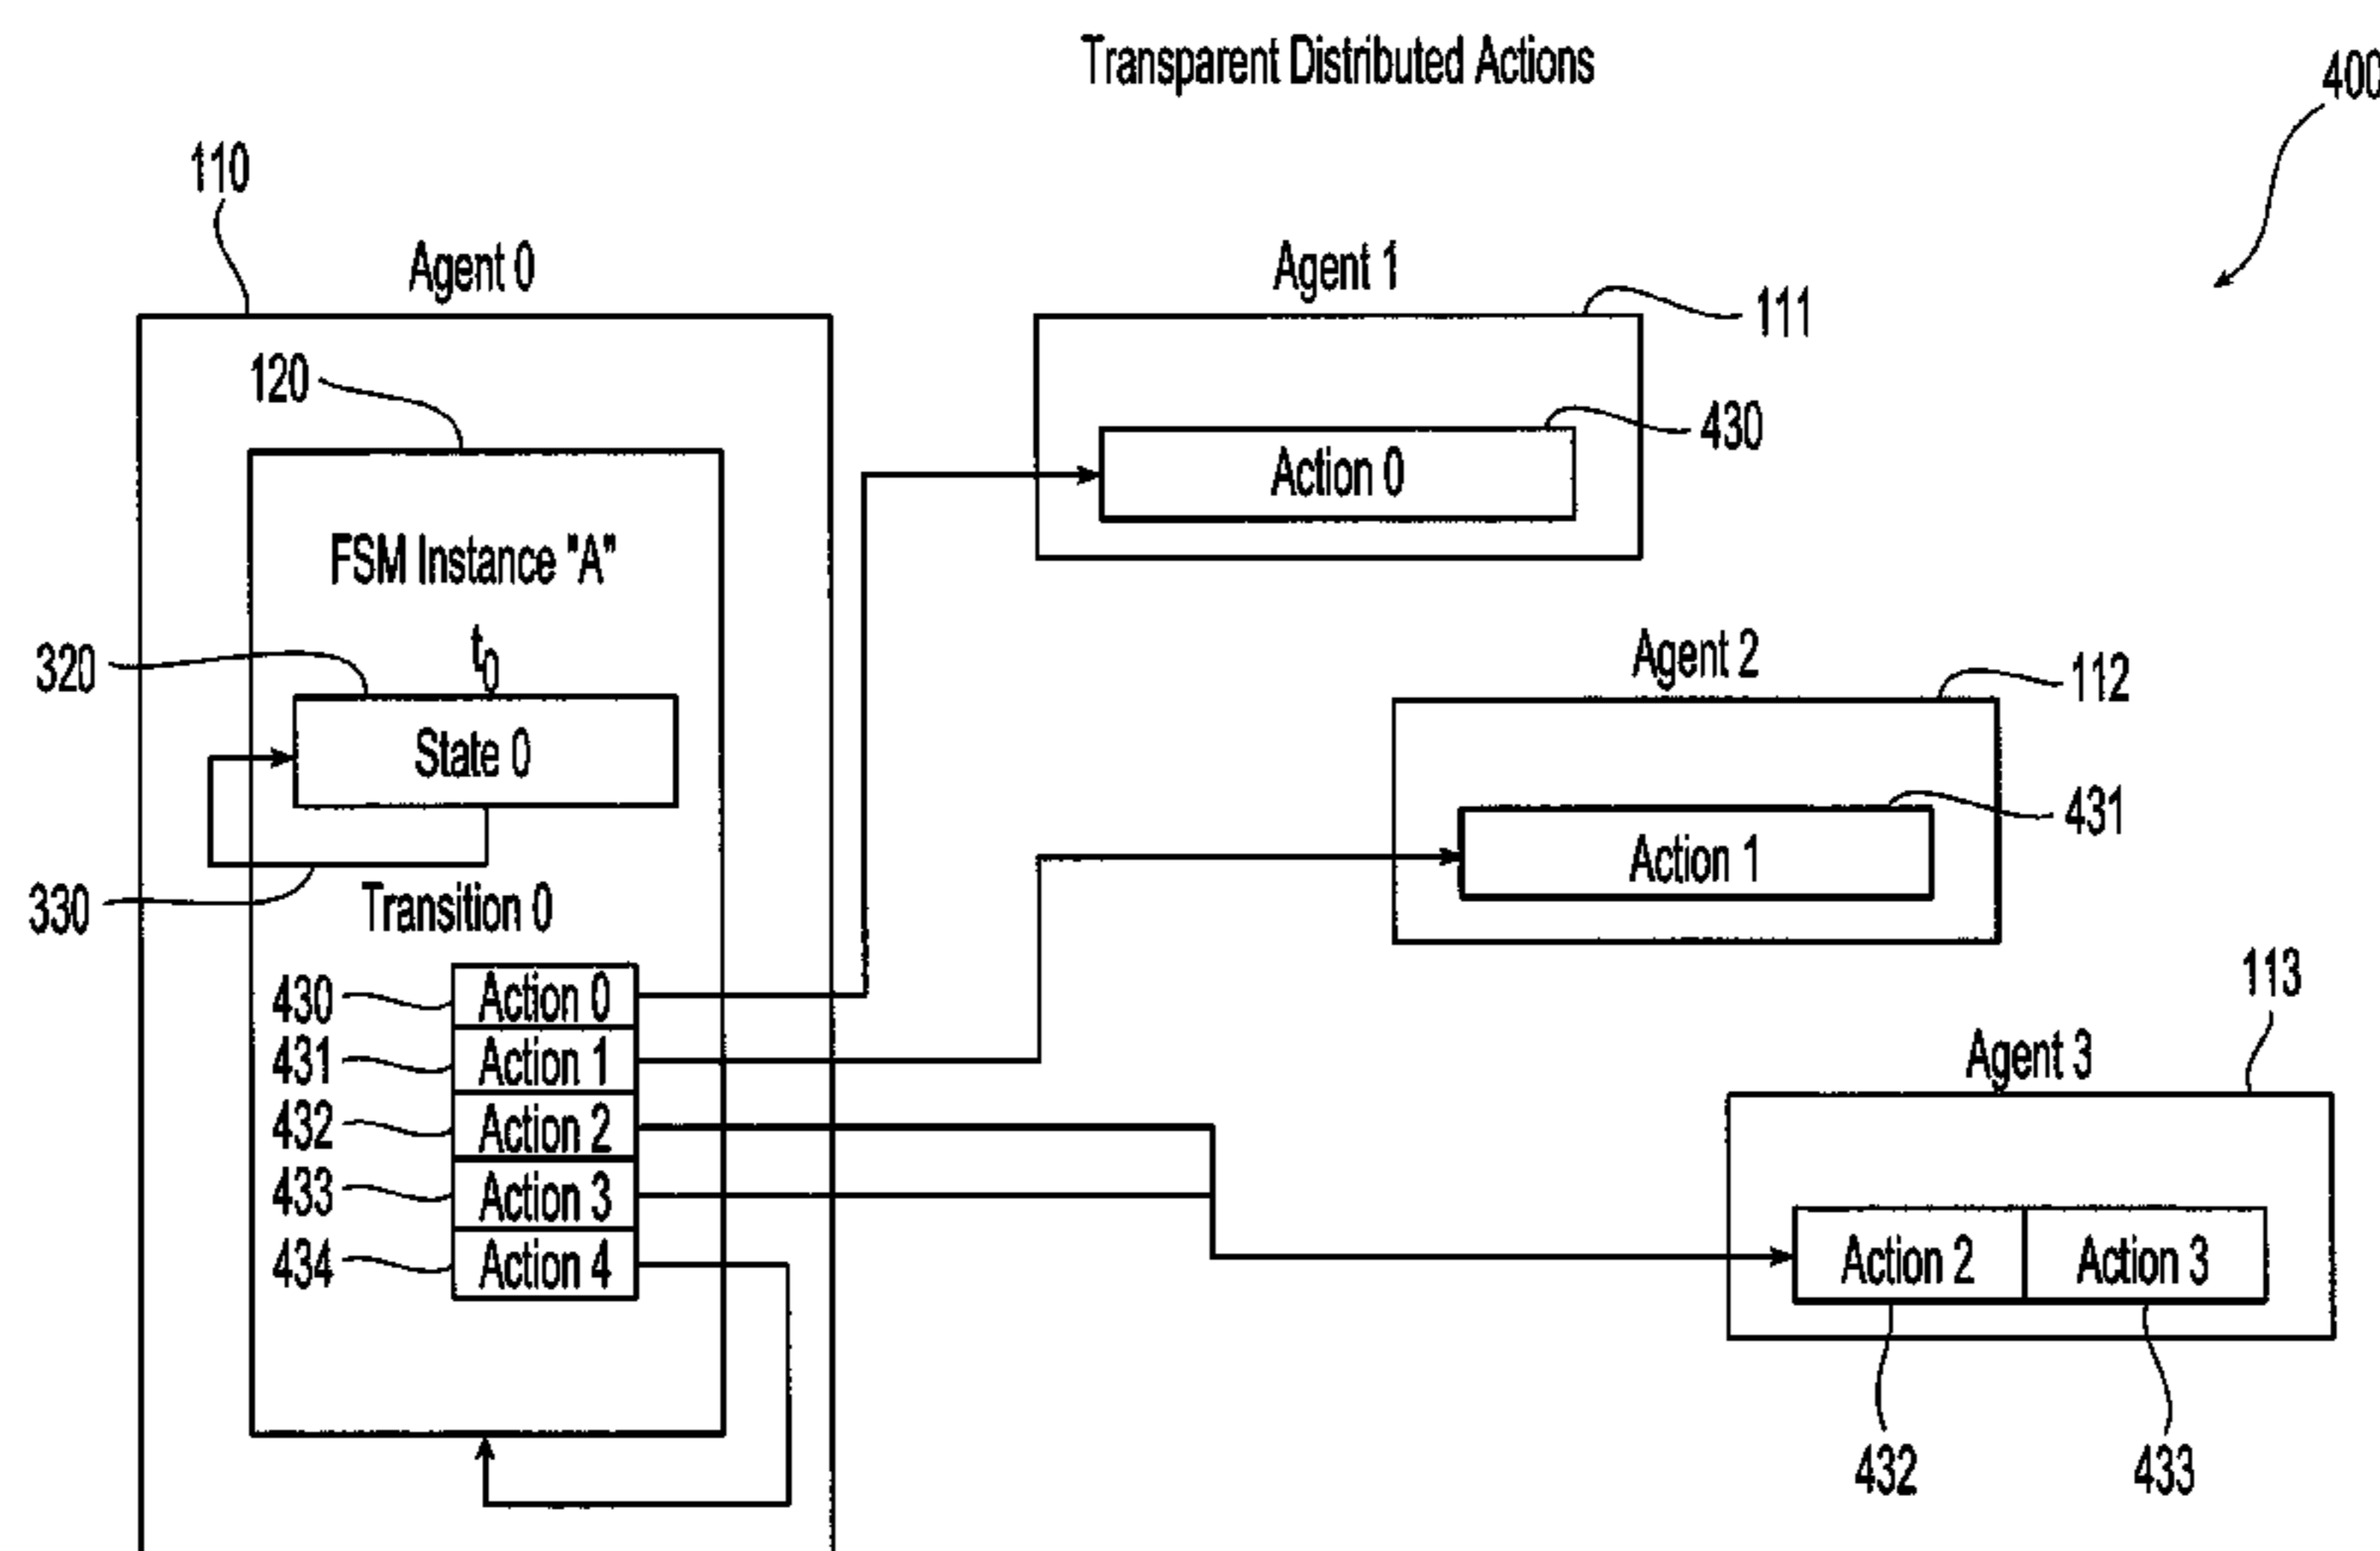 Transparent Distributed Actions
400
110
Agent 0
120
FSM Instance "A"
t0
320
State 0
330
Transition 0
430
Action 0
431
Action 1
432
Action 2
433
Action 3
434
Action 4
Agent 1
111
430
Action 0
Agent 2
112
431
Action 1
113
Agent 3
Action 2
Action 3
432
433